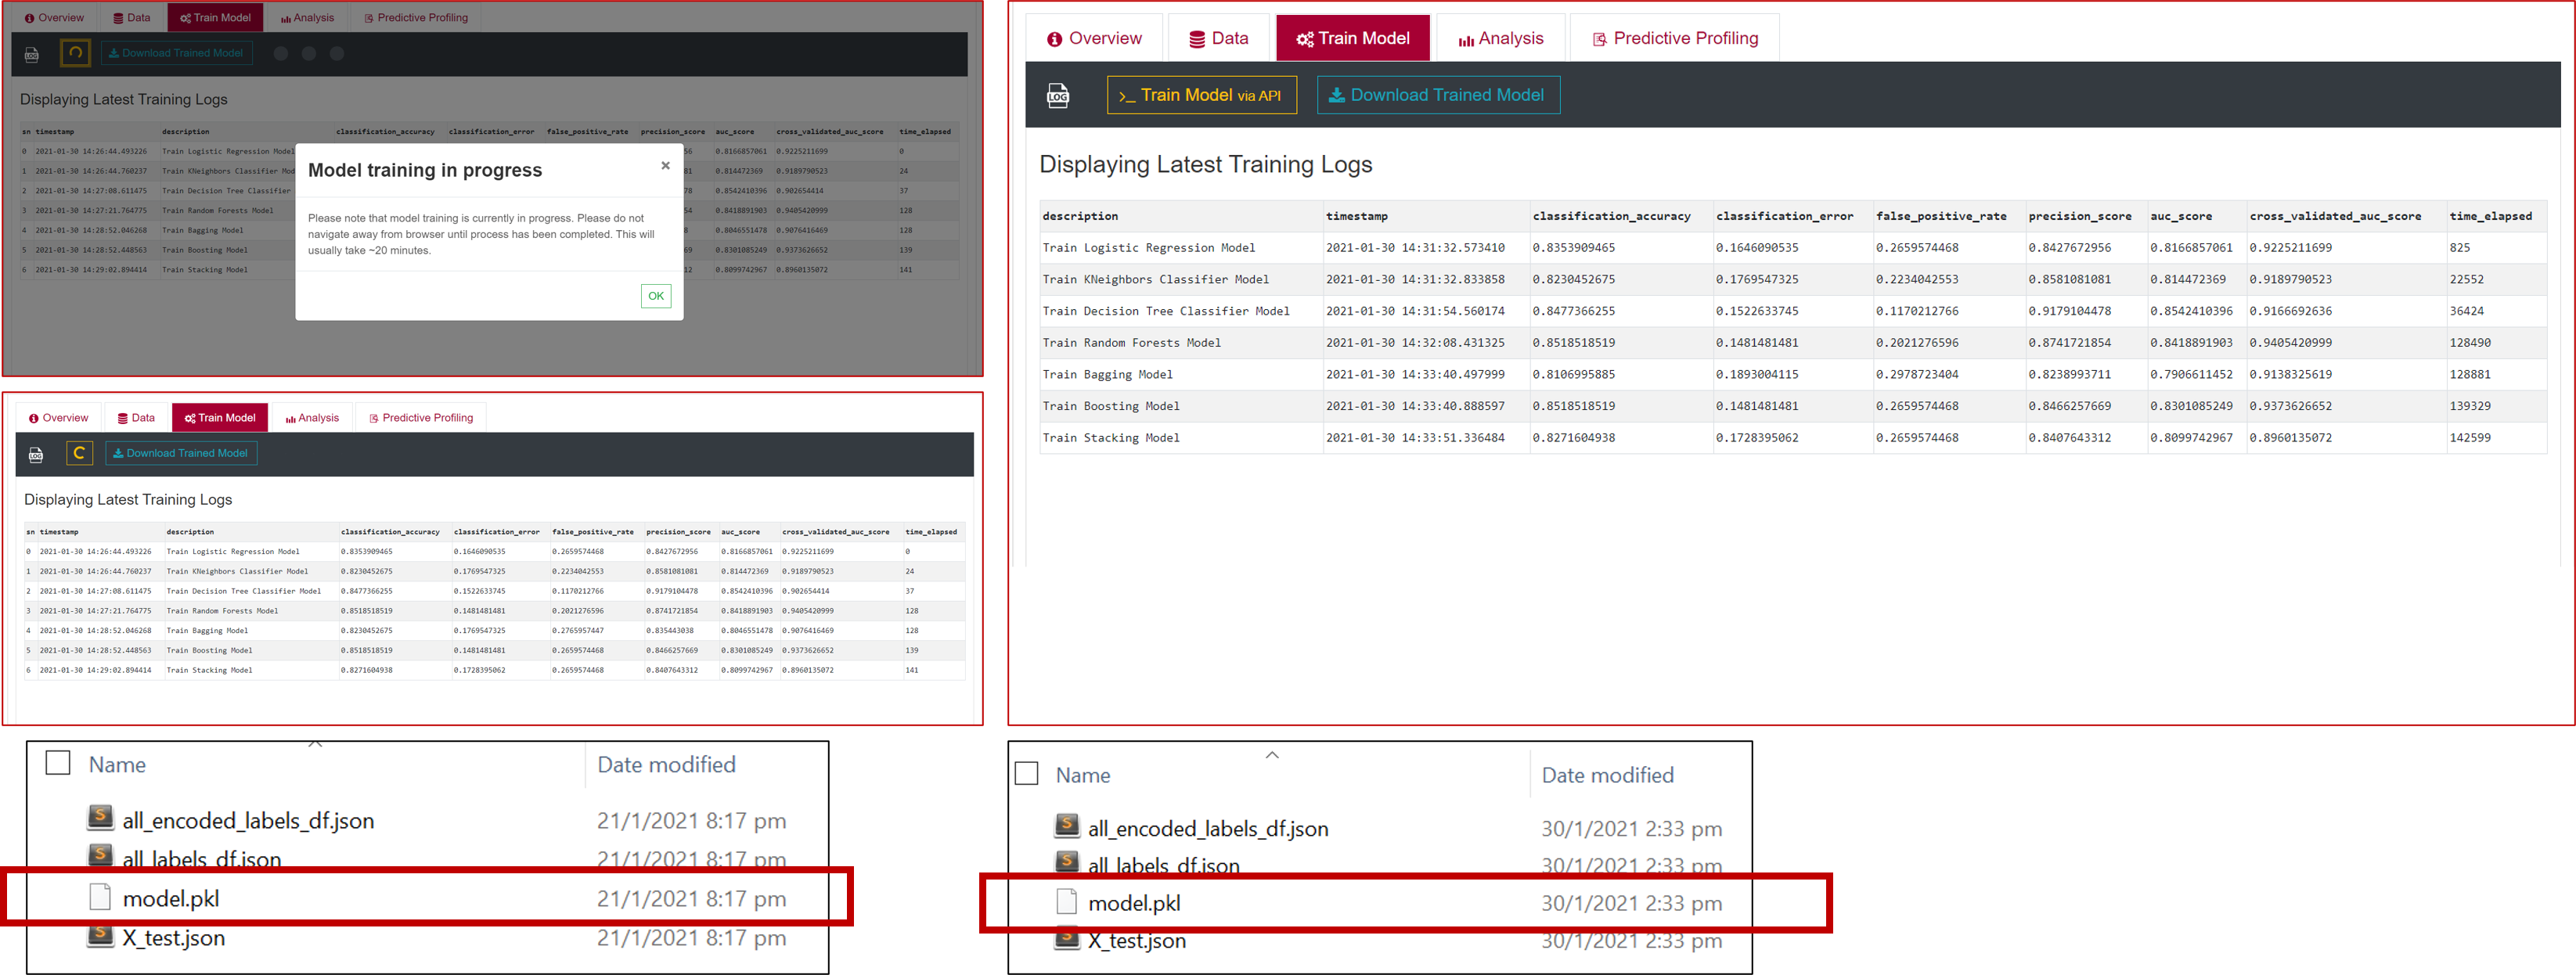 Overview Data Train Model Analysis Predictive Profiling
LOG Download Trained Model
Displaying Latest Training Logs
sn timestamp description classification_accuracy classification_error false_positive_rate precision_score auc_score cross_validated_auc_score time_elapsed
0 2021-01-30 14:26:44.493226 Train Logistic Regression Model 56 0.8166857061 0.9225211699 0
1 2021-01-30 14:26:44.760237 Train KNeighbors Classifier Mod 81 0.814472369 0.9189790523 24
2 2021-01-30 14:27:08.611475 Train Decision Tree Classifier 78 0.8542410396 0.902654414 37
3 2021-01-30 14:27:21.764775 Train Random Forests Model 54 0.8418891903 0.9405420999 128
4 2021-01-30 14:28:52.046268 Train Bagging Model 8 0.8046551478 0.9076416469 128
5 2021-01-30 14:28:52.448563 Train Boosting Model 69 0.8301085249 0.9373626652 139
6 2021-01-30 14:29:02.894414 Train Stacking Model 12 0.8099742967 0.8960135072 141
Model training in progress ×
Please note that model training is currently in progress. Please do not
navigate away from browser until process has been completed. This will
usually take ~20 minutes.
OK
Overview Data Train Model Analysis Predictive Profiling
LOG Download Trained Model
Displaying Latest Training Logs
sn timestamp description classification_accuracy classification_error false_positive_rate precision_score auc_score cross_validated_auc_score time_elapsed
0 2021-01-30 14:26:44.493226 Train Logistic Regression Model 0.8353909465 0.1646090535 0.2659574468 0.8427672956 0.8166857061 0.9225211699 0
1 2021-01-30 14:26:44.760237 Train KNeighbors Classifier Model 0.8230452675 0.1769547325 0.2234042553 0.8581081081 0.814472369 0.9189790523 24
2 2021-01-30 14:27:08.611475 Train Decision Tree Classifier Model 0.8477366255 0.1522633745 0.1170212766 0.9179104478 0.8542410396 0.902654414 37
3 2021-01-30 14:27:21.764775 Train Random Forests Model 0.8518518519 0.1481481481 0.2021276596 0.8741721854 0.8418891903 0.9405420999 128
4 2021-01-30 14:28:52.046268 Train Bagging Model 0.8230452675 0.1769547325 0.2765957447 0.835443038 0.8046551478 0.9076416469 128
5 2021-01-30 14:28:52.448563 Train Boosting Model 0.8518518519 0.1481481481 0.2659574468 0.8466257669 0.8301085249 0.9373626652 139
6 2021-01-30 14:29:02.894414 Train Stacking Model 0.8271604938 0.1728395062 0.2659574468 0.8407643312 0.8099742967 0.8960135072 141
Overview Data Train Model Analysis Predictive Profiling
LOG >_ Train Model via API Download Trained Model
Displaying Latest Training Logs
description timestamp classification_accuracy classification_error false_positive_rate precision_score auc_score cross_validated_auc_score time_elapsed
Train Logistic Regression Model 2021-01-30 14:31:32.573410 0.8353909465 0.1646090535 0.2659574468 0.8427672956 0.8166857061 0.9225211699 825
Train KNeighbors Classifier Model 2021-01-30 14:31:32.833858 0.8230452675 0.1769547325 0.2234042553 0.8581081081 0.814472369 0.9189790523 22552
Train Decision Tree Classifier Model 2021-01-30 14:31:54.560174 0.8477366255 0.1522633745 0.1170212766 0.9179104478 0.8542410396 0.9166692636 36424
Train Random Forests Model 2021-01-30 14:32:08.431325 0.8518518519 0.1481481481 0.2021276596 0.8741721854 0.8418891903 0.9405420999 128490
Train Bagging Model 2021-01-30 14:33:40.497999 0.8106995885 0.1893004115 0.2978723404 0.8238993711 0.7906611452 0.9138325619 128881
Train Boosting Model 2021-01-30 14:33:40.888597 0.8518518519 0.1481481481 0.2659574468 0.8466257669 0.8301085249 0.9373626652 139329
Train Stacking Model 2021-01-30 14:33:51.336484 0.8271604938 0.1728395062 0.2659574468 0.8407643312 0.8099742967 0.8960135072 142599
Name Date modified
all_encoded_labels_df.json 21/1/2021 8:17 pm
all_labels_df.json 21/1/2021 8:17 pm
model.pkl 21/1/2021 8:17 pm
X_test.json 21/1/2021 8:17 pm
Name Date modified
all_encoded_labels_df.json 30/1/2021 2:33 pm
all_labels_df.json 30/1/2021 2:33 pm
model.pkl 30/1/2021 2:33 pm
X_test.json 30/1/2021 2:33 pm